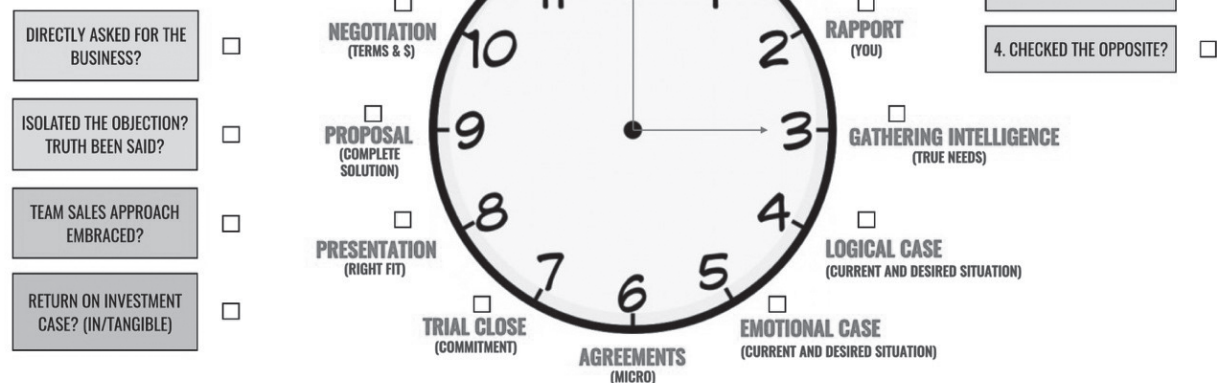 DIRECTLY ASKED FOR THE
BUSINESS?
ISOLATED THE OBJECTION?
TRUTH BEEN SAID?
TEAM SALES APPROACH
EMBRACED?
RETURN ON INVESTMENT
CASE? (IN/TANGIBLE)
NEGOTIATION
(TERMS & $)
PROPOSAL
(COMPLETE
SOLUTION)
PRESENTATION
(RIGHT FIT)
TRIAL CLOSE
(COMMITMENT)
AGREEMENTS
(MICRO)
10
9
8
7
6
5
4
3
2
RAPPORT
(YOU)
GATHERING INTELLIGENCE
(TRUE NEEDS)
LOGICAL CASE
(CURRENT AND DESIRED SITUATION)
EMOTIONAL CASE
(CURRENT AND DESIRED SITUATION)
4. CHECKED THE OPPOSITE?